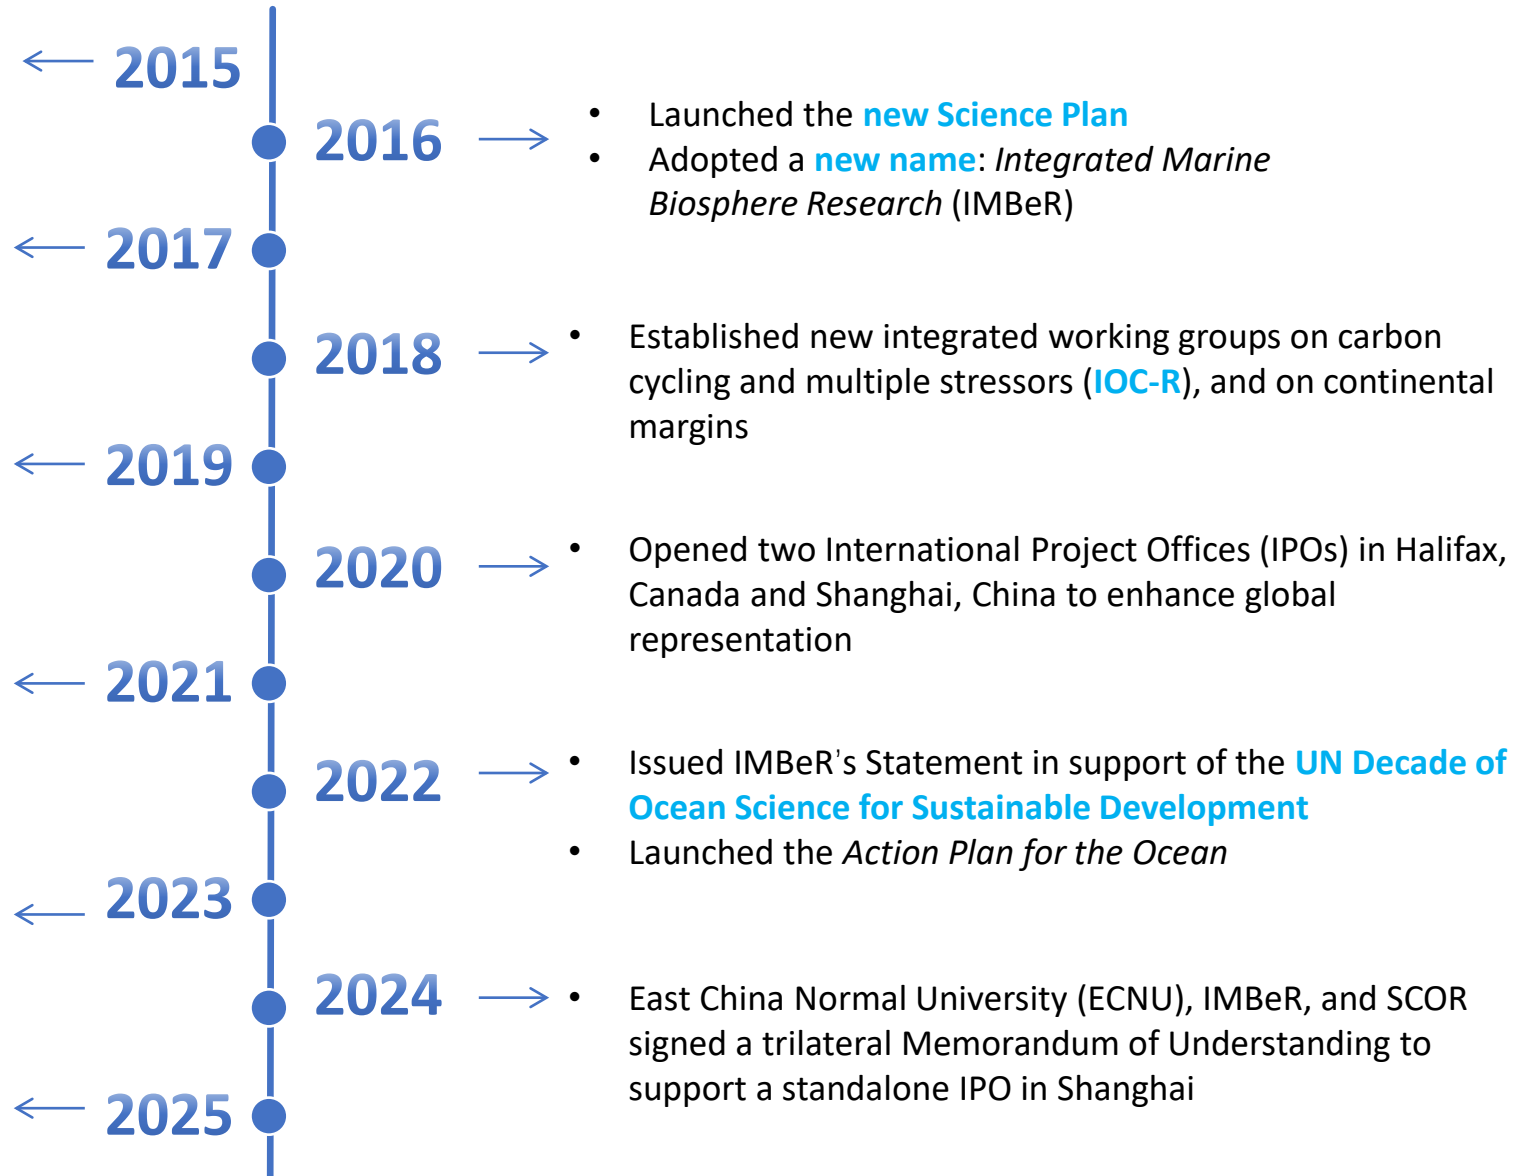 2015
2016
• Launched the new Science Plan
• Adopted a new name: Integrated Marine
Biosphere Research (IMBeR)
2017
2018
• Established new integrated working groups on carbon
cycling and multiple stressors (IOC-R), and on continental
margins
2019
2020
• Opened two International Project Offices (IPOs) in Halifax,
Canada and Shanghai, China to enhance global
representation
2021
2022
• Issued IMBeR's Statement in support of the UN Decade of
Ocean Science for Sustainable Development
• Launched the Action Plan for the Ocean
2023
2024
• East China Normal University (ECNU), IMBeR, and SCOR
signed a trilateral Memorandum of Understanding to
support a standalone IPO in Shanghai
2025